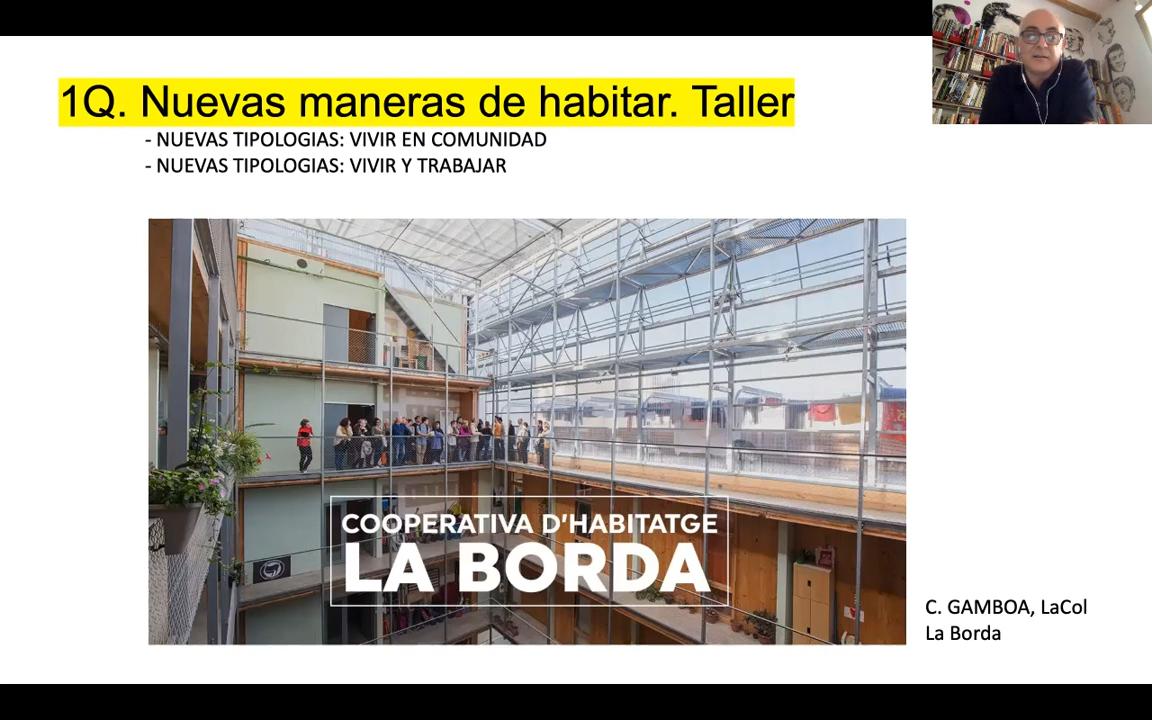 1Q. Nuevas maneras de habitar. Taller
- NUEVAS TIPOLOGIAS: VIVIR EN COMUNIDAD
- NUEVAS TIPOLOGIAS: VIVIR Y TRABAJAR
COOPERATIVA D'HABITATGE
LA BORDA
C. GAMBOA, LaCol
La Borda